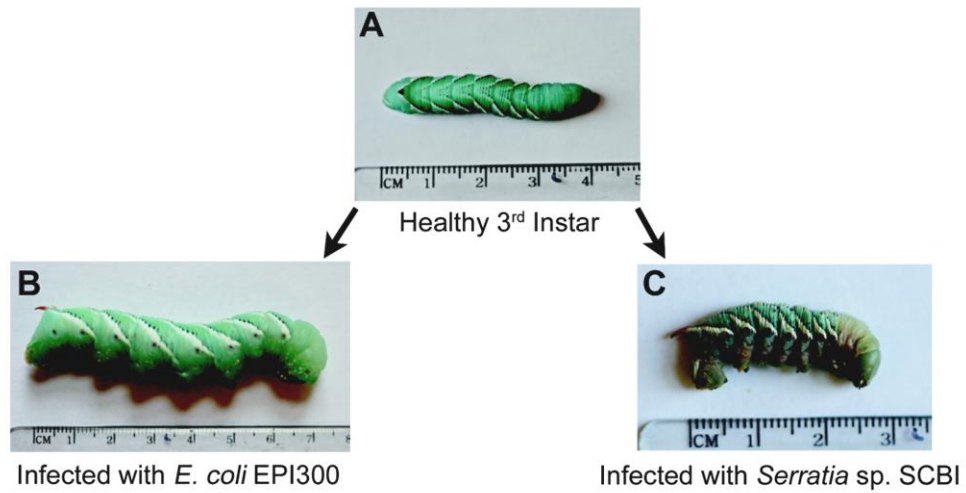 A
CM 1 2 3 4 5
Healthy 3rd Instar
B
CM 1 2 3 4 5 6 7 8
Infected with E. coli EPI300
C
CM 1 2 3
Infected with Serratia sp. SCBI